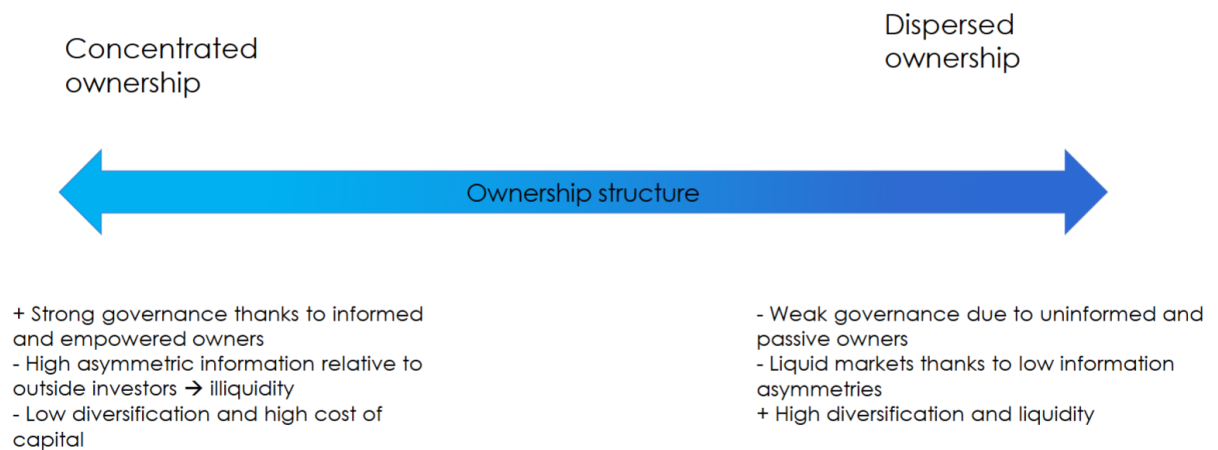 Concentrated
ownership
Dispersed
ownership
Ownership structure
+ Strong governance thanks to informed
and empowered owners
- High asymmetric information relative to
outside investors → illiquidity
- Low diversification and high cost of
capital
- Weak governance due to uninformed and
passive owners
- Liquid markets thanks to low information
asymmetries
+ High diversification and liquidity